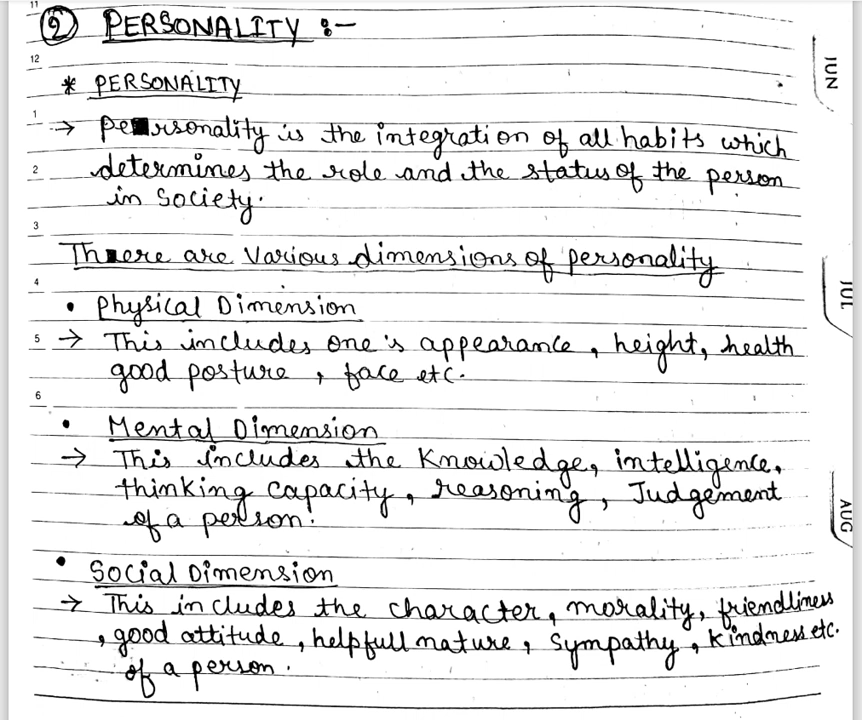 11
② PERSONALITY :-
12
* PERSONALITY
JUN
1
→ Personality is the integration of all habits which
2
determines the role and the status of the person
in Society.
3
There are Various dimensions of personality
4
• Physical Dimension
JUL
5
→ This includes one's appearance, height, health
good posture, face etc.
6
• Mental Dimension
→ This includes the Knowledge, intelligence,
thinking capacity, reasoning, Judgement
of a person.
AUG
• Social Dimension
→ This includes the character, morality, friendliness
, good attitude, helpfull nature, Sympathy, Kindness etc.
of a person.